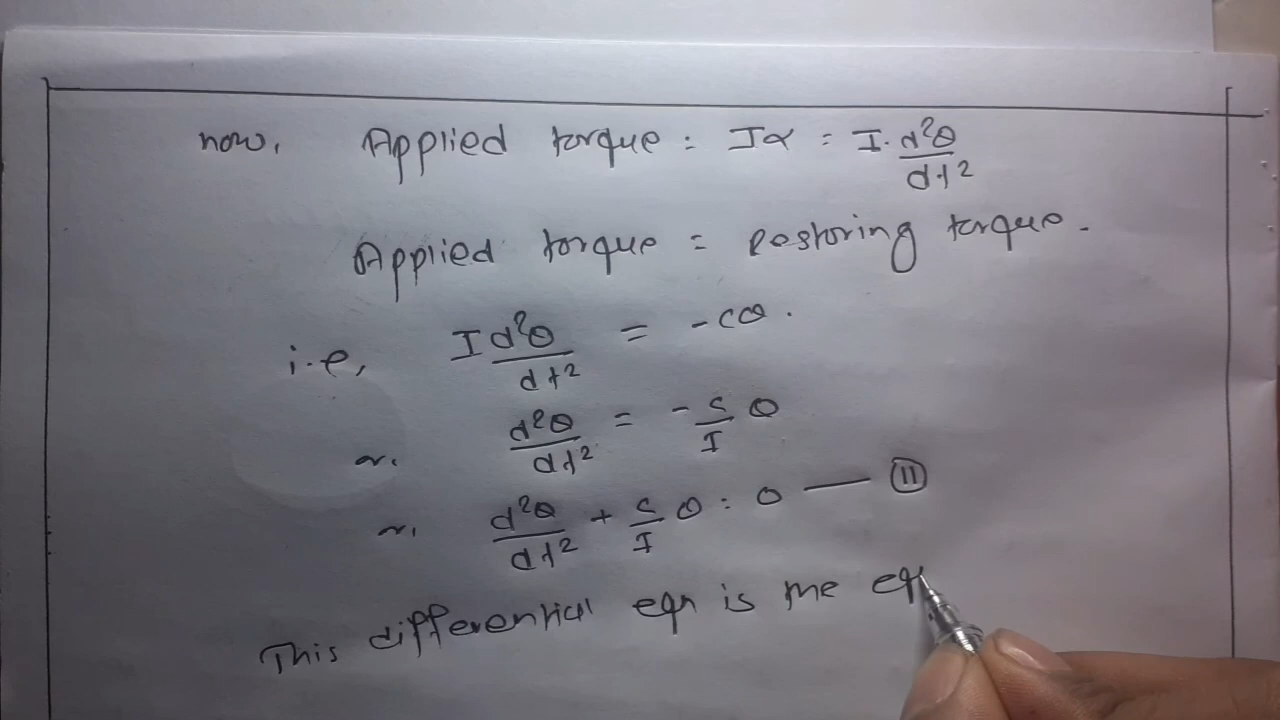 now, Applied torque = Iα = I. d²θ/dt²
Applied torque = restoring torque.
i.e, I d²θ/dt² = -cθ.
or, d²θ/dt² = - c/I θ
or, d²θ/dt² + c/I θ = 0 — (II)
This differential eqn is the eq